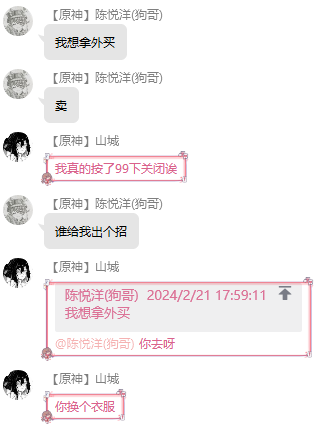 【原神】陈悦洋(狗哥)
我想拿外买
【原神】陈悦洋(狗哥)
卖
【原神】山城
我真的按了99下关闭诶
【原神】陈悦洋(狗哥)
谁给我出个招
【原神】山城
陈悦洋(狗哥) 2024/2/21 17:59:11
我想拿外买
@陈悦洋(狗哥) 你去呀
【原神】山城
你换个衣服